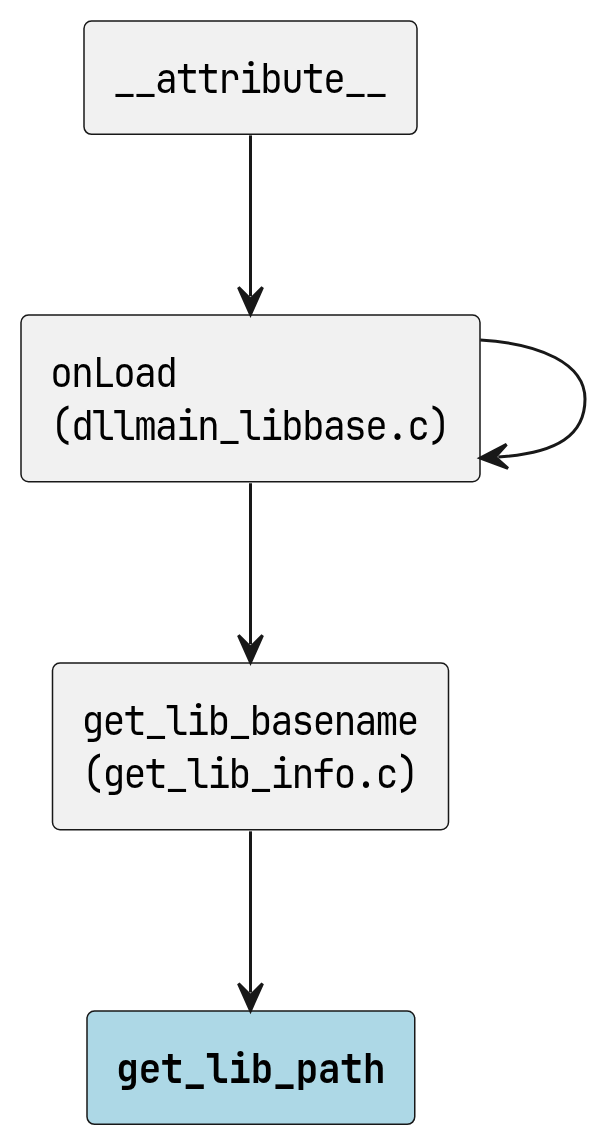 __attribute__
onLoad
(dllmain_libbase.c)
get_lib_basename
(get_lib_info.c)
get_lib_path